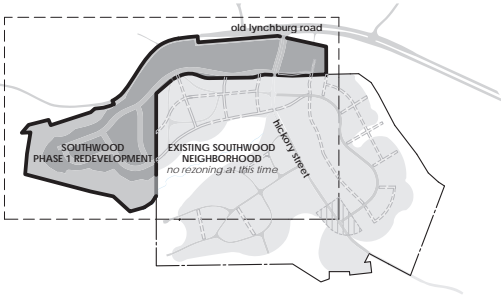 old lynchburg road
hickory street
SOUTHWOOD
PHASE 1 REDEVELOPMENT
EXISTING SOUTHWOOD
NEIGHBORHOOD
no rezoning at this time